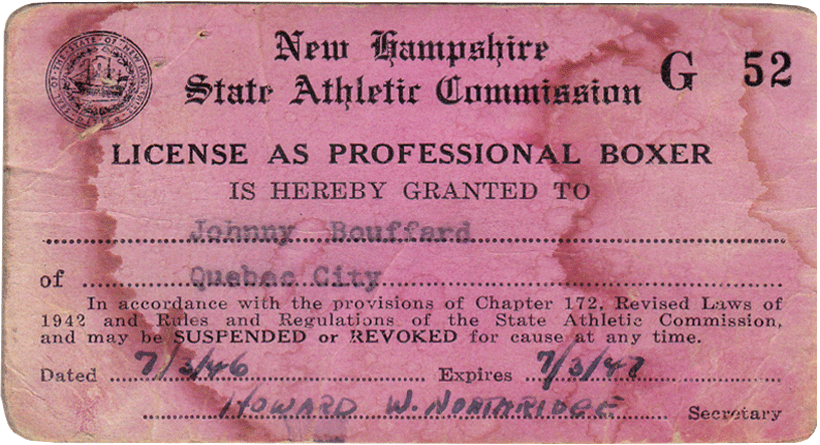 New Hampshire
State Athletic Commission
G 52
LICENSE AS PROFESSIONAL BOXER
IS HEREBY GRANTED TO
Johnny Bouffard
of Quebec City
In accordance with the provisions of Chapter 172, Revised Laws of
1942 and Rules and Regulations of the State Athletic Commission,
and may be SUSPENDED or REVOKED for cause at any time.
Dated 7/3/46 Expires 7/3/47
HOWARD W. NORTHRIDGE Secretary